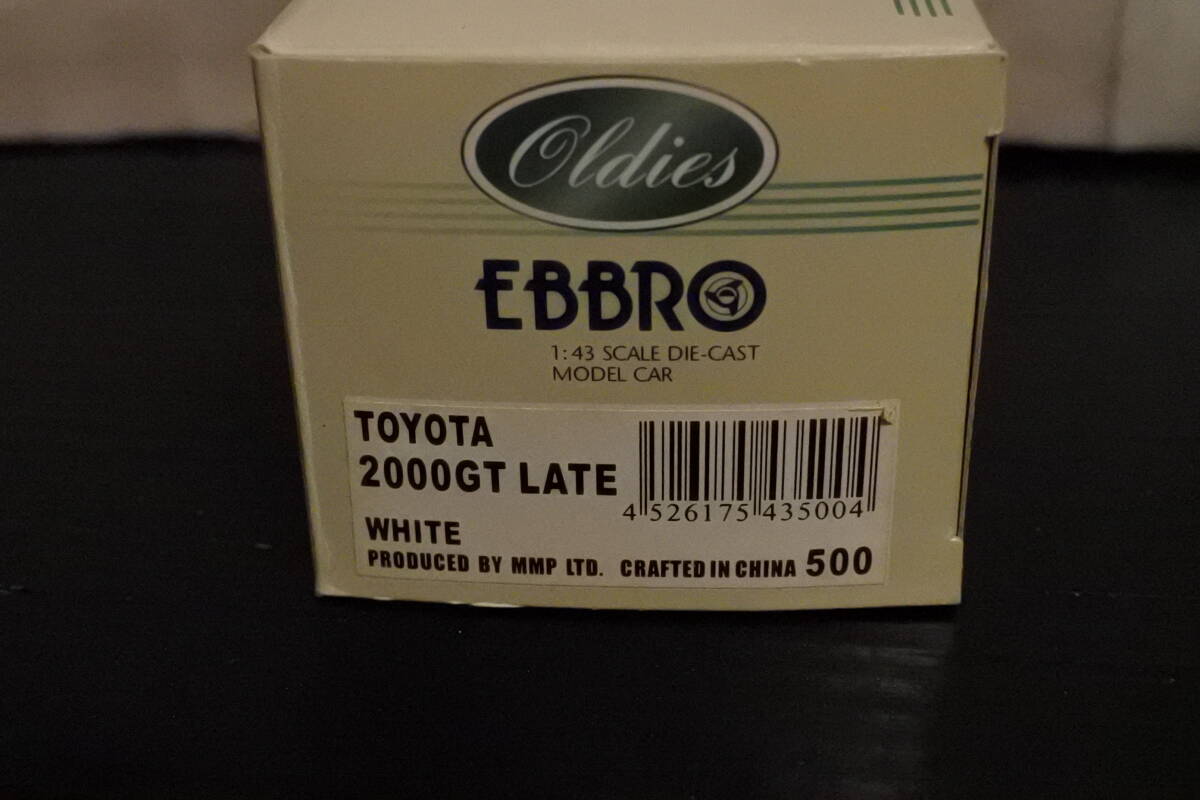 Oldies
EBBRO
1:43 SCALE DIE-CAST
MODEL CAR
TOYOTA
2000GT LATE
4 526175 435004
WHITE
PRODUCED BY MMP LTD. CRAFTED IN CHINA 500